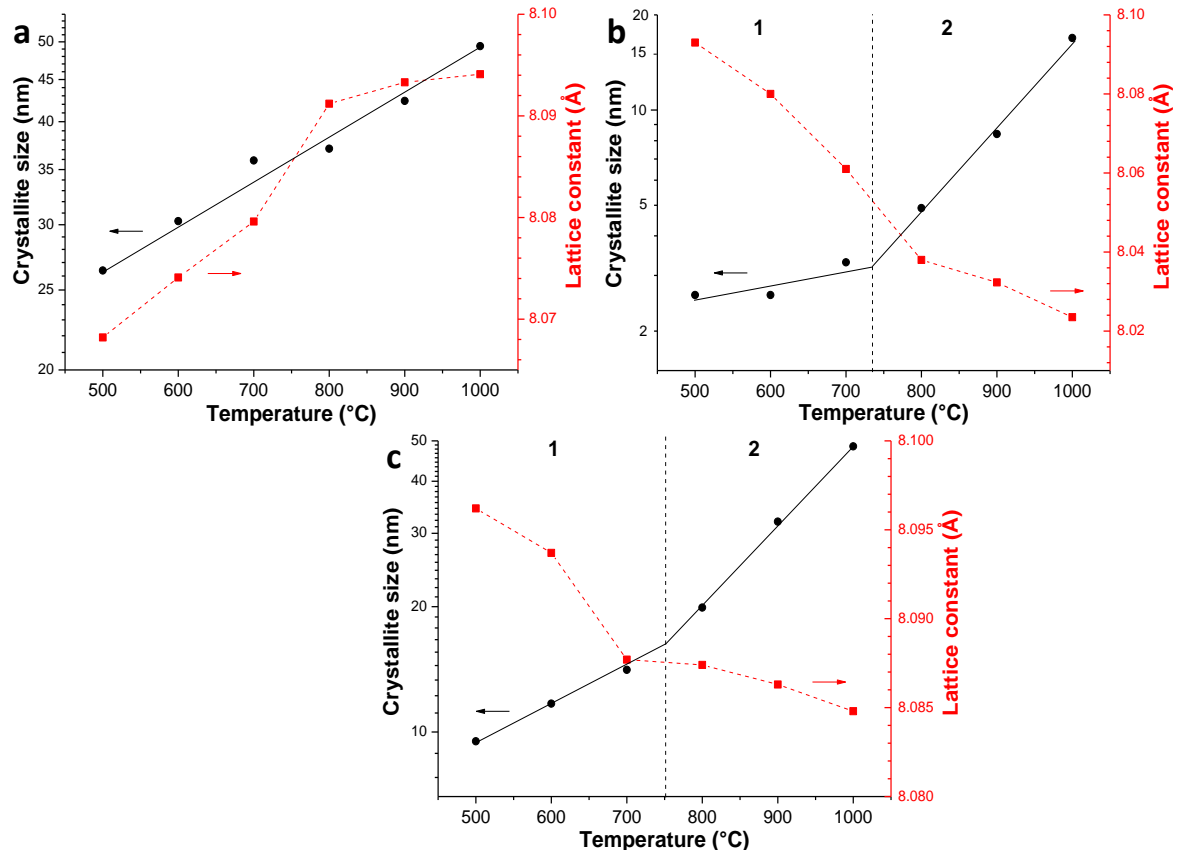 a
50
45
40
35
30
25
20
Crystallite size (nm)
500 600 700 800 900 1000
Temperature (°C)
8.10
8.09
8.08
8.07
Lattice constant (Å)
b
1 2
20
15
10
5
2
Crystallite size (nm)
500 600 700 800 900 1000
Temperature (°C)
8.10
8.08
8.06
8.04
8.02
Lattice constant (Å)
c
1 2
50
40
30
20
10
Crystallite size (nm)
500 600 700 800 900 1000
Temperature (°C)
8.100
8.095
8.090
8.085
8.080
Lattice constant (Å)